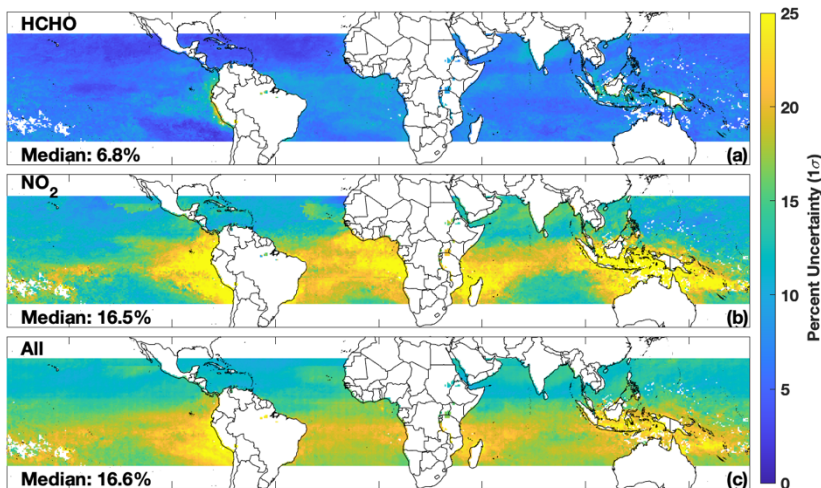 HCHO
Median: 6.8%
(a)
NO₂
Median: 16.5%
(b)
All
Median: 16.6%
(c)
25
20
15
10
5
0
Percent Uncertainty (1σ)